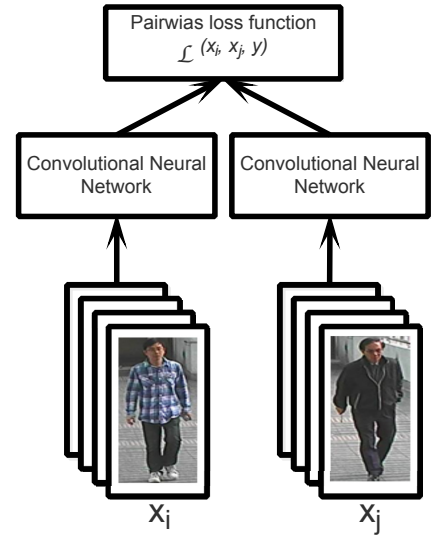 Pairwias loss function
ℒ (xᵢ, xⱼ, y)
Convolutional Neural
Network
Convolutional Neural
Network
xᵢ
xⱼ